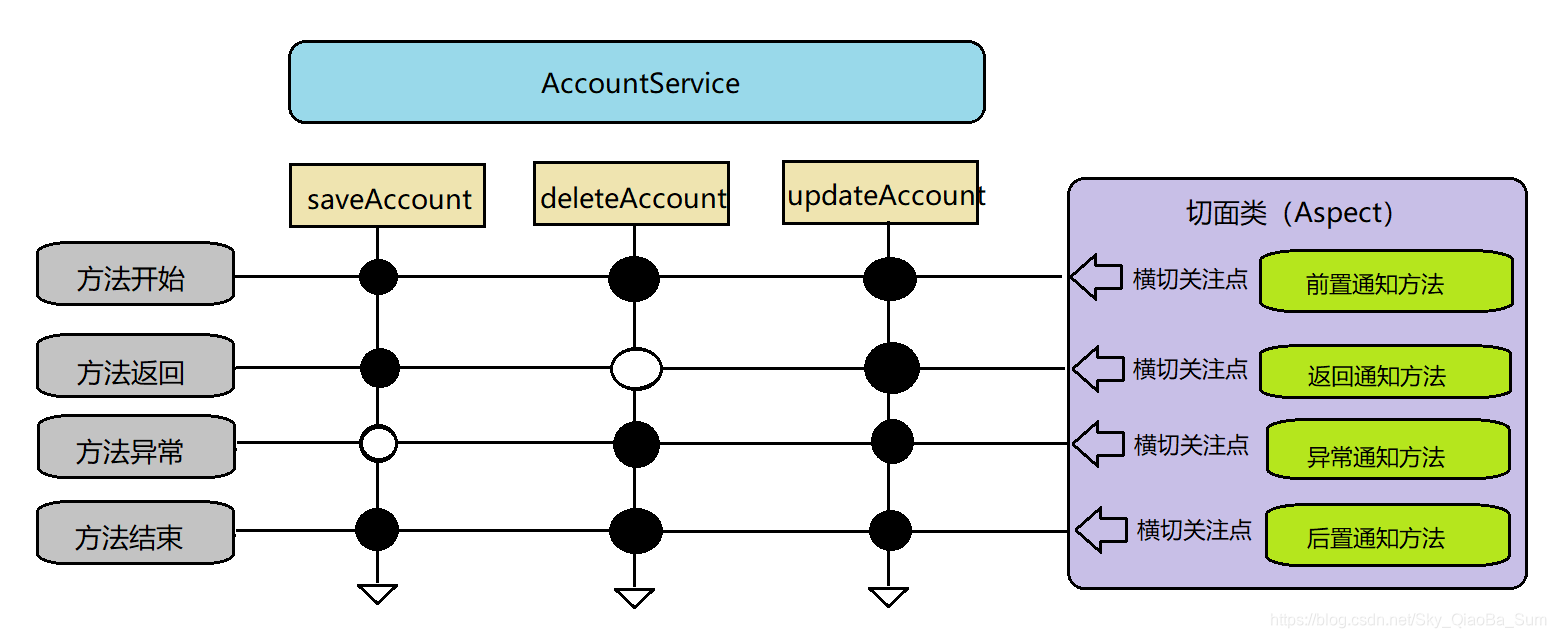 AccountService
saveAccount
deleteAccount
updateAccount
切面类（Aspect）
方法开始
横切关注点
前置通知方法
方法返回
横切关注点
返回通知方法
方法异常
横切关注点
异常通知方法
方法结束
横切关注点
后置通知方法
https://blog.csdn.net/Sky_QiaoBa_Sum